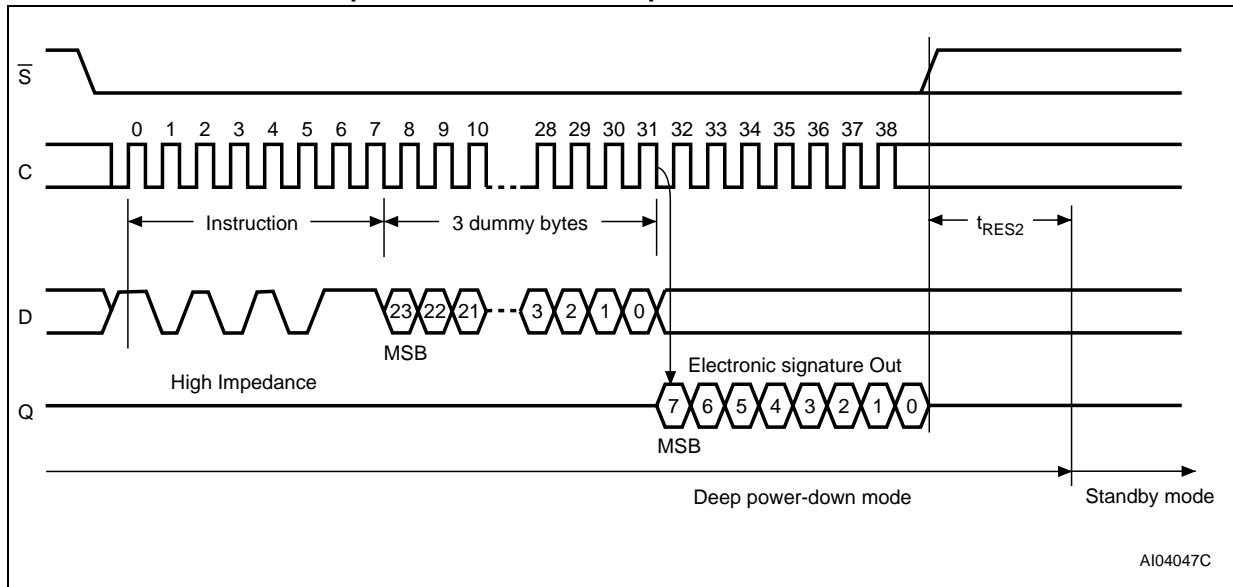 S
0 1 2 3 4 5 6 7 8 9 10 28 29 30 31 32 33 34 35 36 37 38
C
Instruction
3 dummy bytes
tRES2
D
23 22 21 3 2 1 0
MSB
High Impedance
Electronic signature Out
Q
7 6 5 4 3 2 1 0
MSB
Deep power-down mode
Standby mode
AI04047C